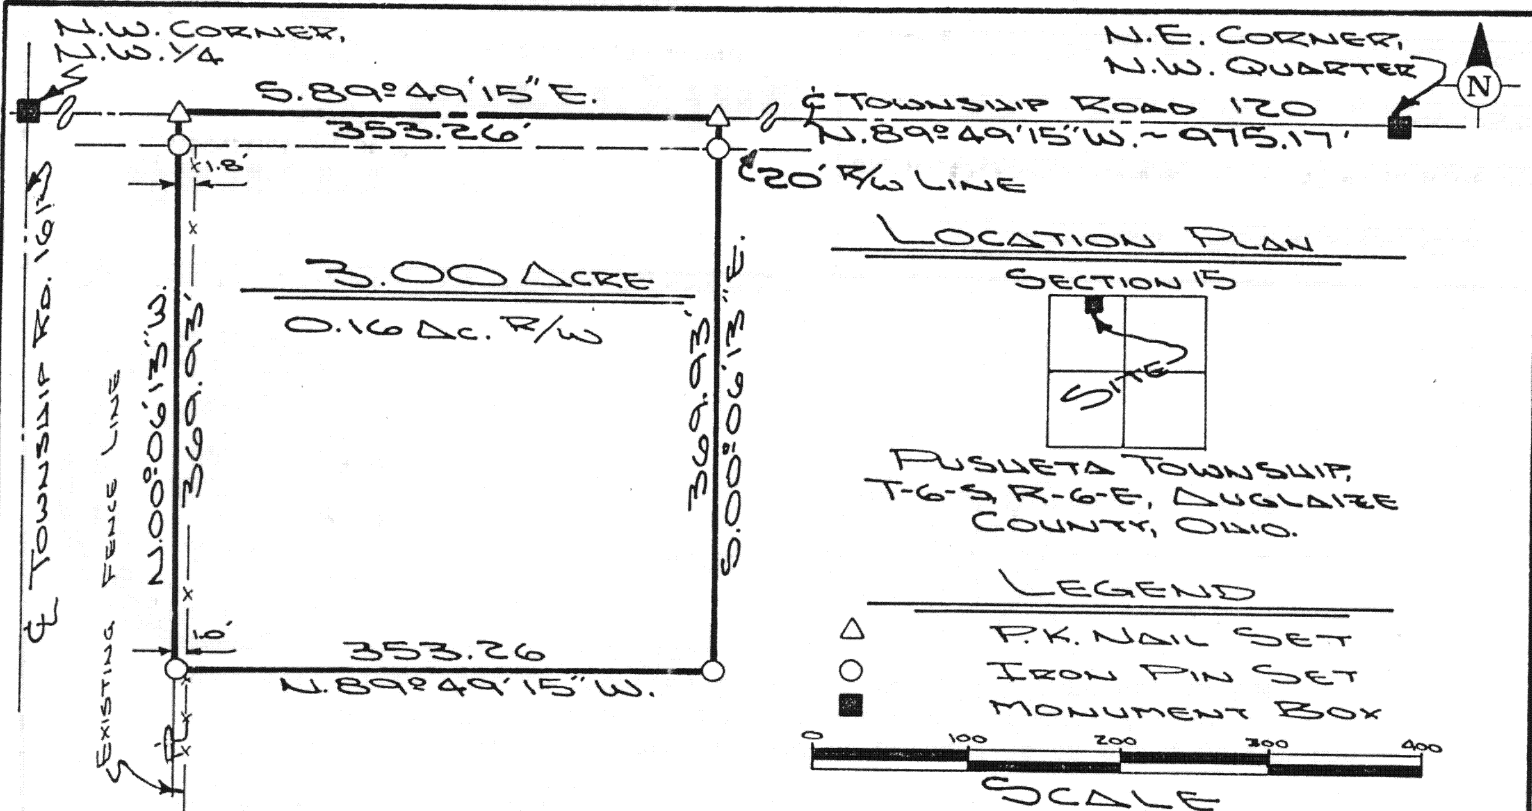 N.W. CORNER,
N.W. 1/4
N.E. CORNER,
N.W. QUARTER
N
S. 89° 49' 15" E.
353.26'
℄ TOWNSHIP ROAD 120
N. 89° 49' 15" W. ~ 975.17'
1.8'
20' R/W LINE
LOCATION PLAN
SECTION 15
SITE
PUSHETA TOWNSHIP,
T-6-S, R-6-E, AUGLAIZE
COUNTY, OHIO.
3.00 ACRE
0.16 AC. R/W
℄ TOWNSHIP RD.
EXISTING FENCE LINE
N. 00° 06' 13" W.
369.93'
369.93'
S. 00° 06' 13" E.
353.26
N. 89° 49' 15" W.
LEGEND
P.K. NAIL SET
IRON PIN SET
MONUMENT BOX
0 100 200 300 400
SCALE